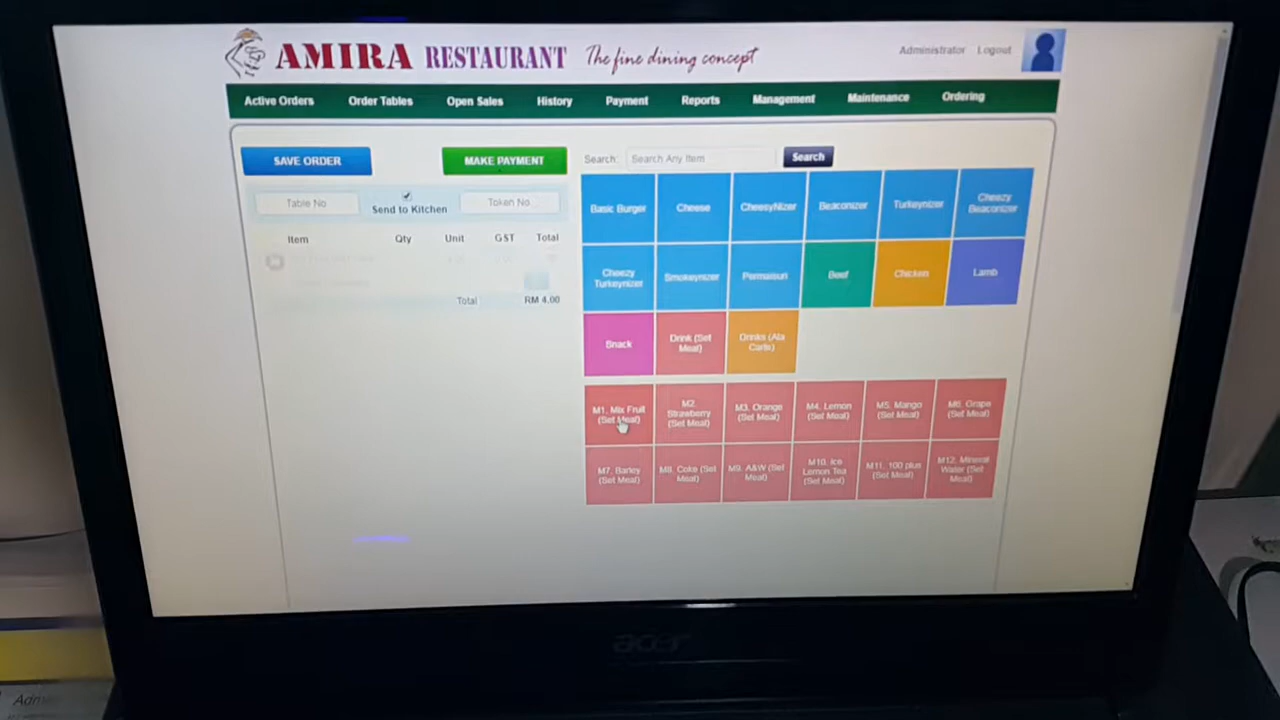 AMIRA RESTAURANT The fine dining concept
Administrator Logout
Active Orders Order Tables Open Sales History Payment Reports Management Maintenance Ordering
SAVE ORDER MAKE PAYMENT
Search: Search Any Item Search
Table No Send to Kitchen Token No
Item Qty Unit GST Total
Total RM 4.00
Basic Burger Cheese CheesyNizer Beaconizer Turkeynizer Cheezy Beaconizer
Cheezy Turkeynizer Smokeynizer Permaisuri Beef Chicken Lamb
Snack Drink (Set Meal) Drinks (Ala Carte)
M1. Mix Fruit (Set Meal) M2. Strawberry (Set Meal) M3. Orange (Set Meal) M4. Lemon (Set Meal) M5. Mango (Set Meal) M6. Grape (Set Meal)
M7. Barley (Set Meal) M8. Coke (Set Meal) M9. A&W (Set Meal) M10. Ice Lemon Tea (Set Meal) M11. 100 plus (Set Meal) M12. Mineral Water (Set Meal)
acer